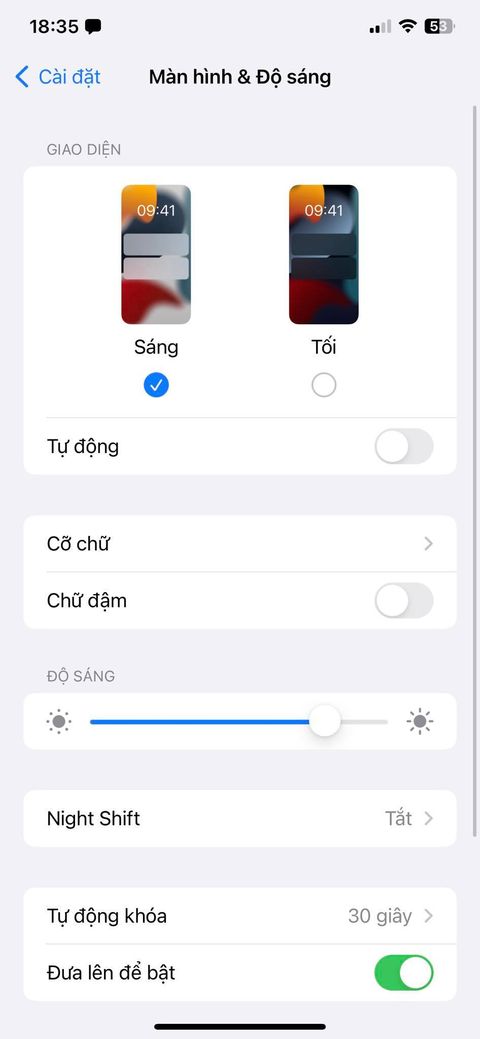 18:35
53
Cài đặt
Màn hình & Độ sáng
GIAO DIỆN
09:41
09:41
Sáng
Tối
Tự động
Cỡ chữ
Chữ đậm
ĐỘ SÁNG
Night Shift
Tắt
Tự động khóa
30 giây
Đưa lên để bật